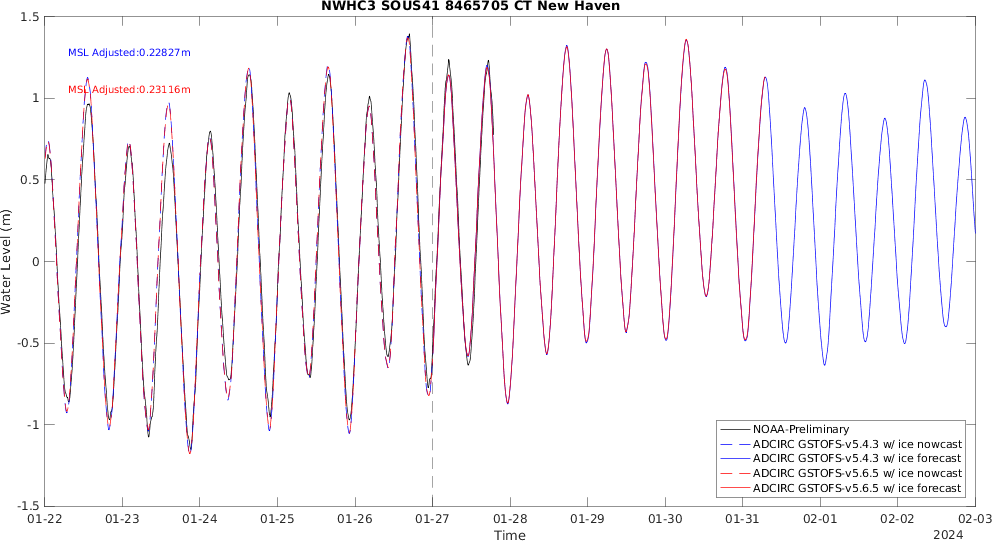 NWHC3 SOUS41 8465705 CT New Haven
1.5
1
0.5
0
-0.5
-1
-1.5
Water Level (m)
MSL Adjusted:0.22827m
MSL Adjusted:0.23116m
NOAA-Preliminary
ADCIRC GSTOFS-v5.4.3 w/ ice nowcast
ADCIRC GSTOFS-v5.4.3 w/ ice forecast
ADCIRC GSTOFS-v5.6.5 w/ ice nowcast
ADCIRC GSTOFS-v5.6.5 w/ ice forecast
01-22 01-23 01-24 01-25 01-26 01-27 01-28 01-29 01-30 01-31 02-01 02-02 02-03
Time
2024